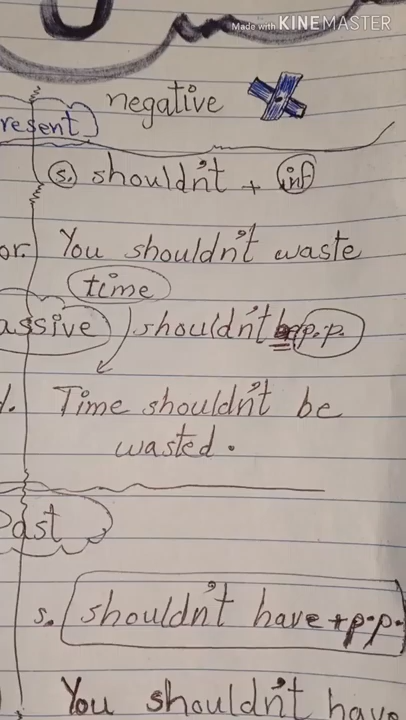 Made with KINEMASTER
negative
resent)
s. shouldn't + inf
or. You shouldn't waste
time
assive shouldn't be p.p.
Time shouldn't be
wasted.
Past
s. shouldn't have + p.p.
You shouldn't have